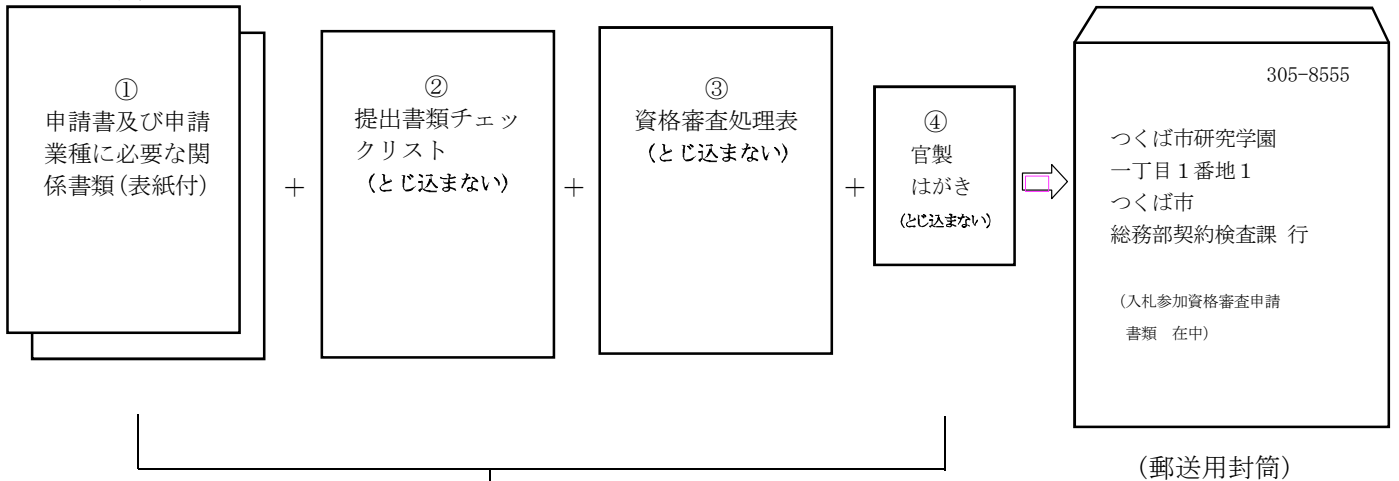 ①
申請書及び申請
業種に必要な関
係書類(表紙付)
+
②
提出書類チェッ
クリスト
(とじ込まない)
+
③
資格審査処理表
(とじ込まない)
+
④
官製
はがき
(とじ込まない)
305-8555
つくば市研究学園
一丁目1番地1
つくば市
総務部契約検査課 行
(入札参加資格審査申請
書類 在中)
(郵送用封筒)